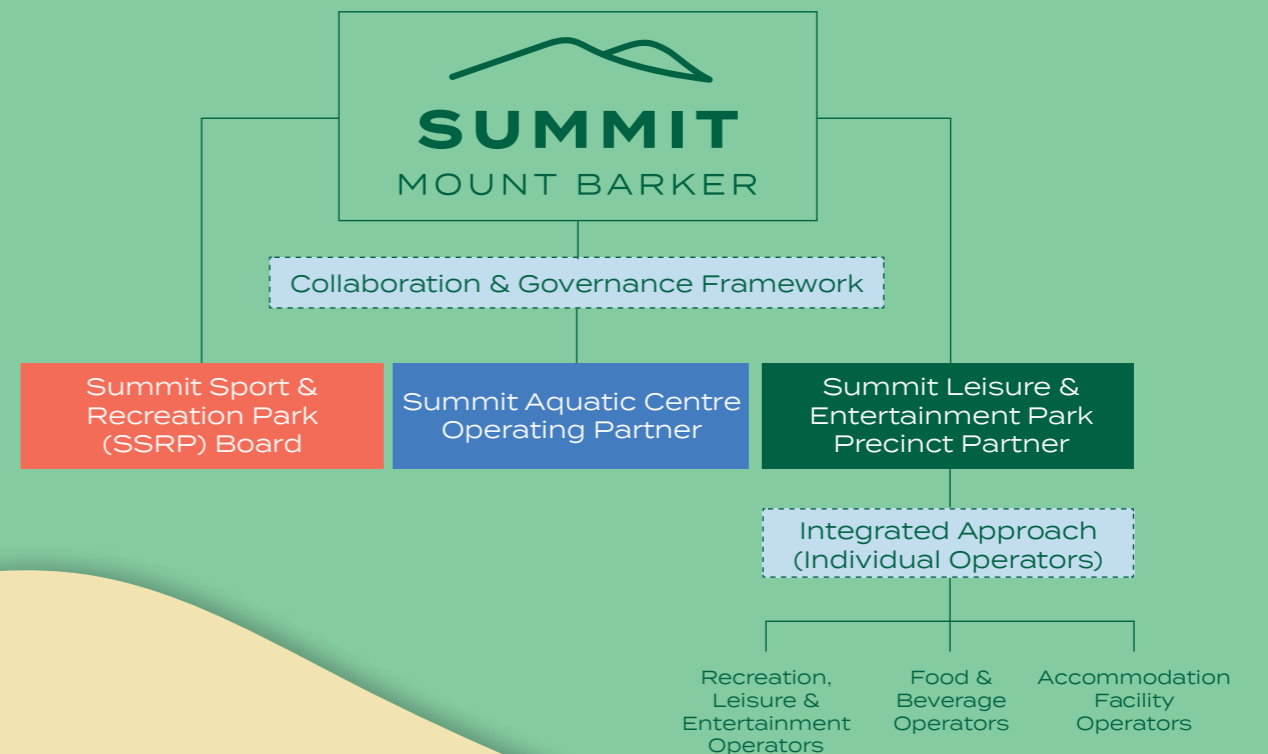 SUMMIT
MOUNT BARKER
Collaboration & Governance Framework
Summit Sport &
Recreation Park
(SSRP) Board
Summit Aquatic Centre
Operating Partner
Summit Leisure &
Entertainment Park
Precinct Partner
Integrated Approach
(Individual Operators)
Recreation,
Leisure &
Entertainment
Operators
Food &
Beverage
Operators
Accommodation
Facility
Operators